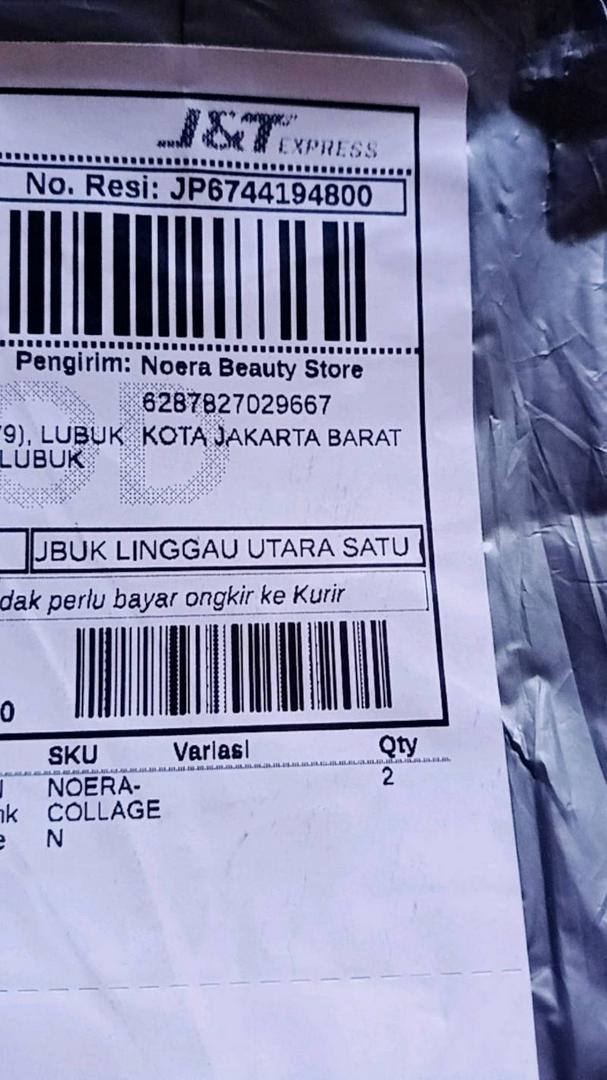 J&T EXPRESS
No. Resi: JP6744194800
Pengirim: Noera Beauty Store
6287827029667
79), LUBUK KOTA JAKARTA BARAT
LUBUK
JBUK LINGGAU UTARA SATU
dak perlu bayar ongkir ke Kurir
0
SKU Variasi Qty
NOERA- 2
nk COLLAGE
e N